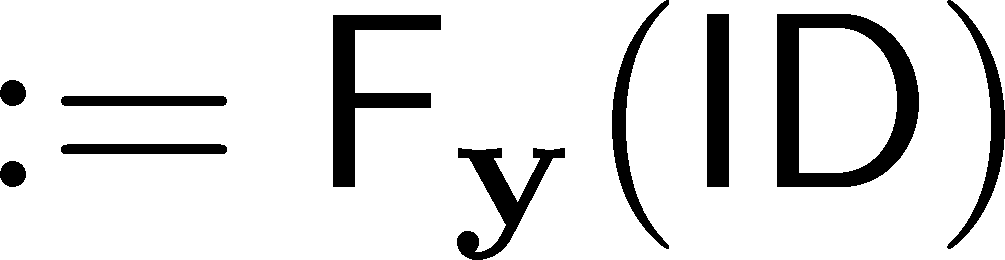 := F_y(ID)